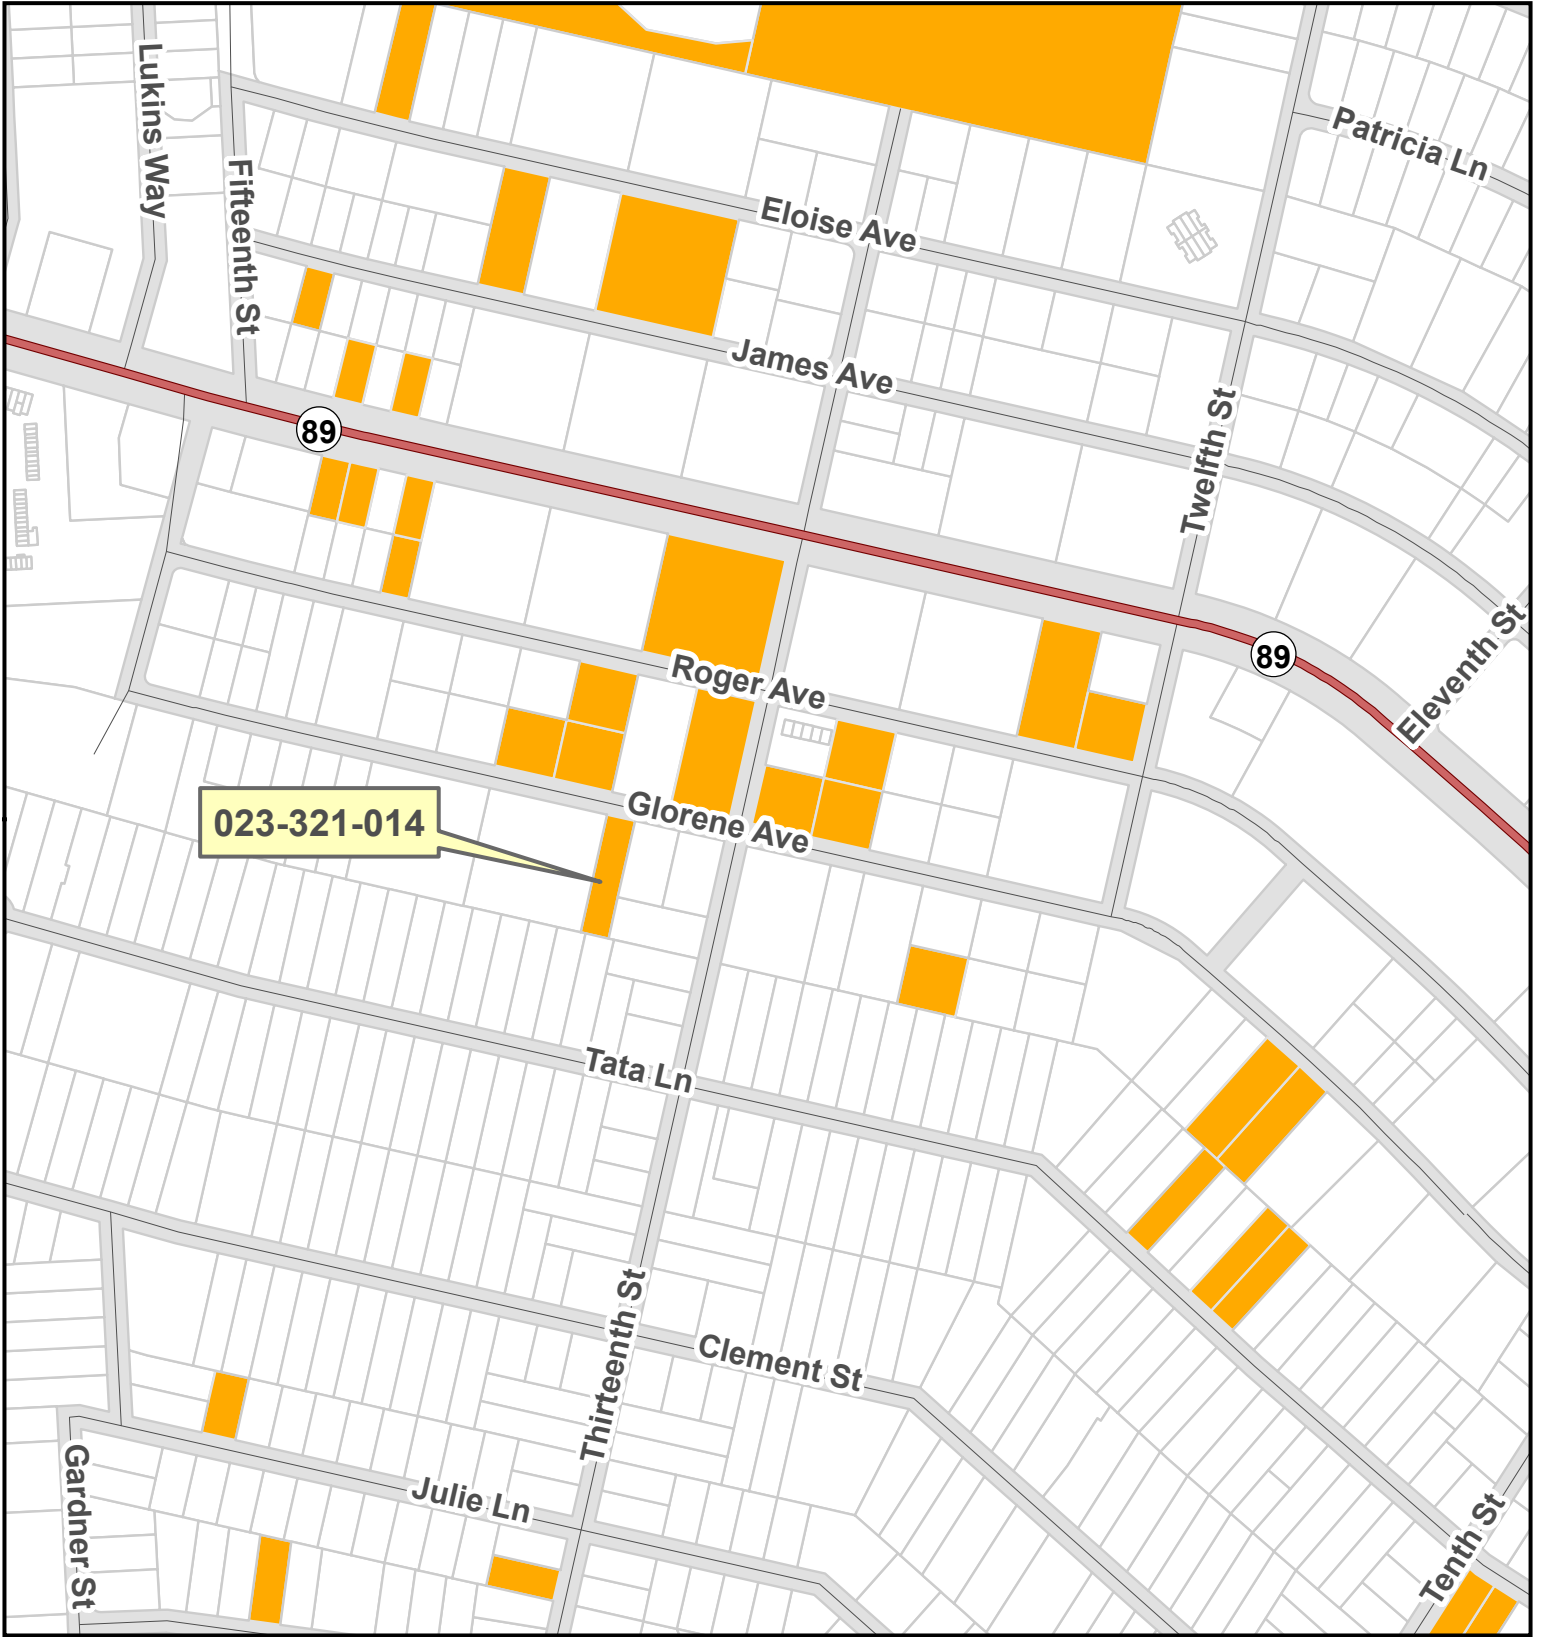 Lukins Way
Fifteenth St
Patricia Ln
Eloise Ave
James Ave
Twelfth St
89
89
Eleventh St
Roger Ave
023-321-014
Glorene Ave
Tata Ln
Thirteenth St
Clement St
Gardner St
Julie Ln
Tenth St